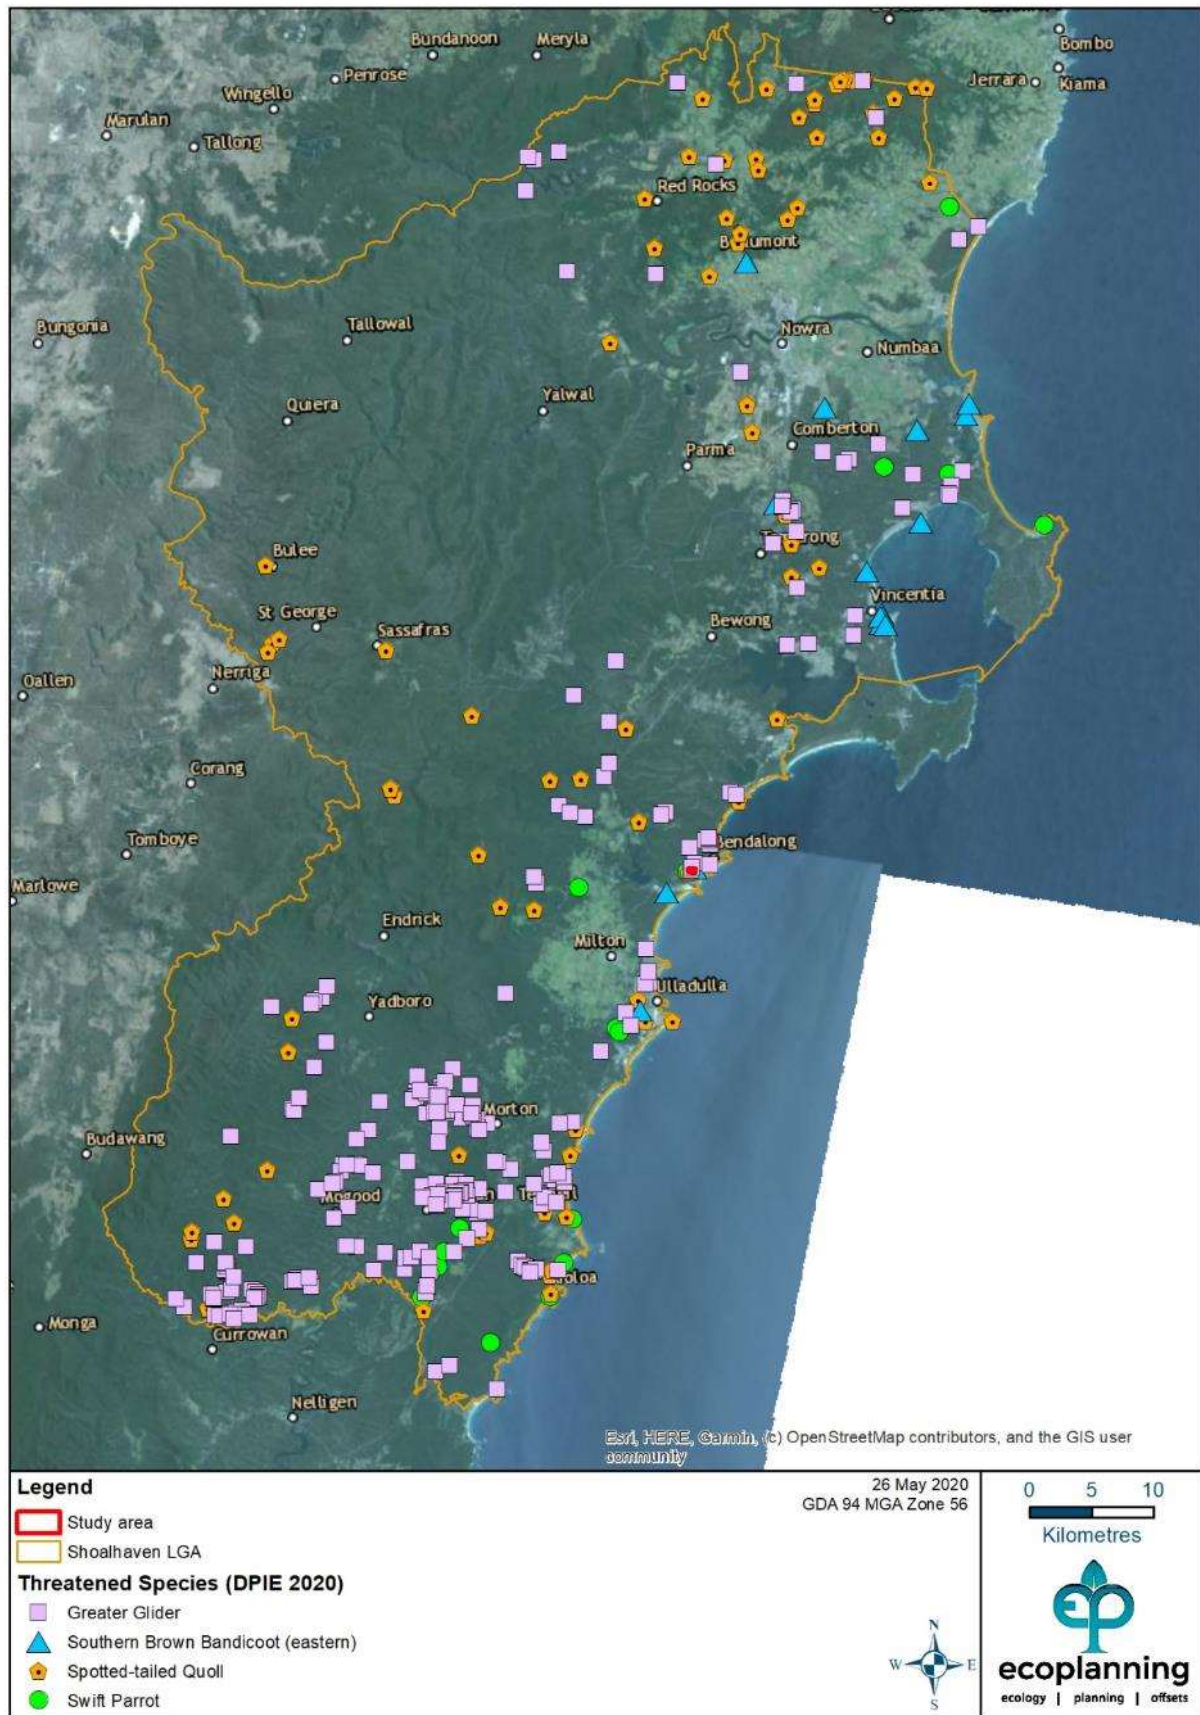 Bundanoon
Meryla
Bombo
Penrose
Jerrara
Kiama
Wingello
Marulan
Tallong
Red Rocks
Bungonia
Tallowal
Nowra
Numbaa
Quiera
Yalwal
Comberton
Parma
Bulee
St George
Vincentia
Bewong
Sassafras
Nerriga
Oallen
Corang
Tomboye
Bendalong
Marlowe
Endrick
Milton
Ulladulla
Yadboro
Morton
Budawang
Mogood
Monga
Currowan
Nelligen
Esri, HERE, Garmin, (c) OpenStreetMap contributors, and the GIS user
community
Legend
Study area
Shoalhaven LGA
Threatened Species (DPIE 2020)
Greater Glider
Southern Brown Bandicoot (eastern)
Spotted-tailed Quoll
Swift Parrot
26 May 2020
GDA 94 MGA Zone 56
N
W E
S
0 5 10
Kilometres
ep
ecoplanning
ecology | planning | offsets